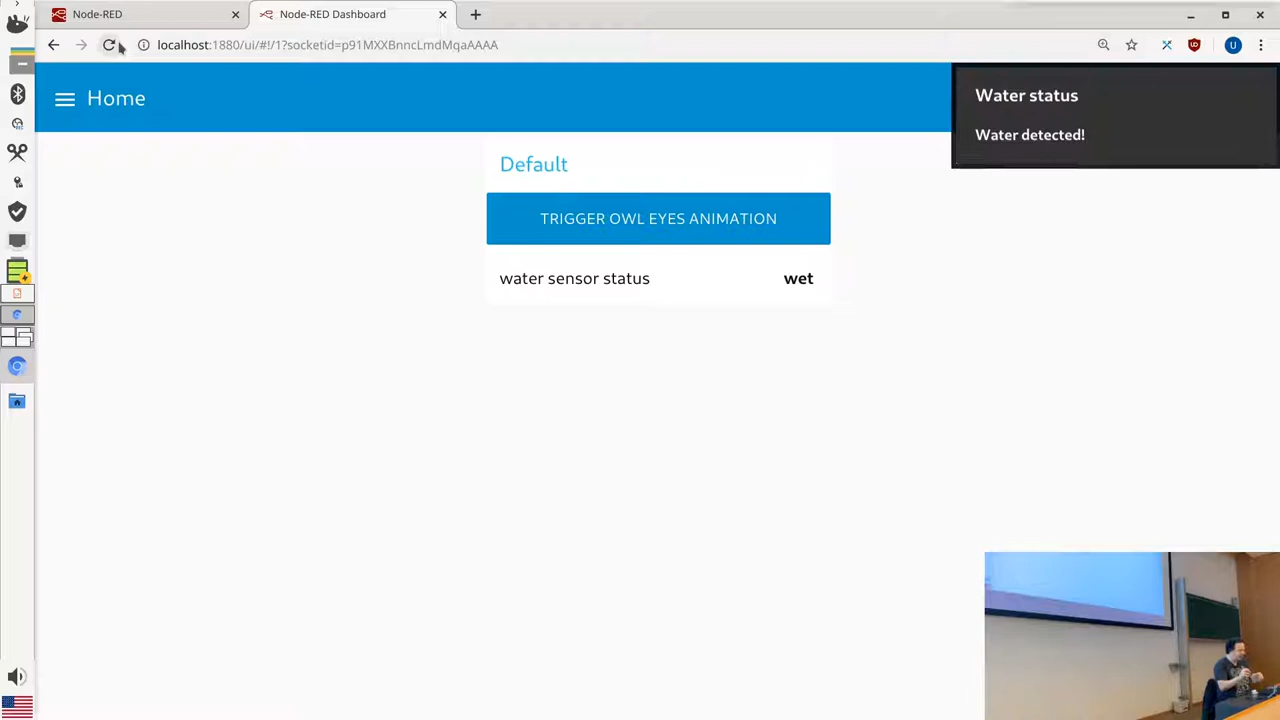 Node-RED
Node-RED Dashboard
localhost:1880/ui/#!/1?socketid=p91MXXBnncLmdMqaAAAA
U
Home
Water status
Water detected!
Default
TRIGGER OWL EYES ANIMATION
water sensor status wet